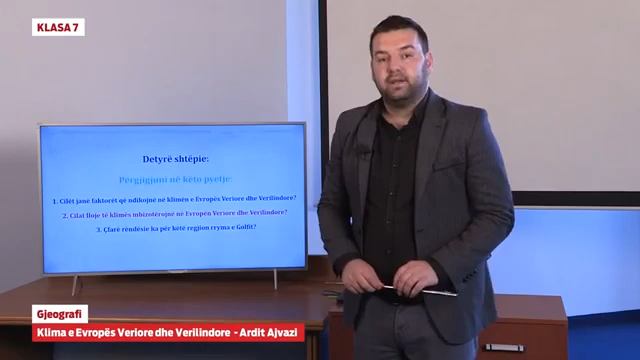 KLASA 7
Detyrë shtëpie:
Përgjigjuni në këto pyetje:
1. Cilët janë faktorët që ndikojnë në klimën e Evropës Veriore dhe Verilindore?
2. Cilat lloje të klimës mbizotërojnë në Evropën Veriore dhe Verilindore?
3. Çfarë rëndësie ka për këtë regjion rryma e Golfit?
Gjeografi
Klima e Evropës Veriore dhe Verilindore - Ardit Ajvazi